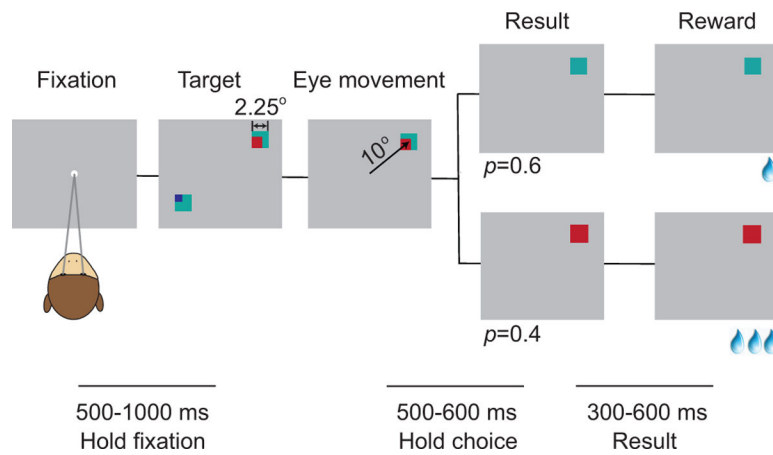 Result
Reward
Fixation
Target
Eye movement
2.25°
10°
p=0.6
p=0.4
500-1000 ms
Hold fixation
500-600 ms
Hold choice
300-600 ms
Result